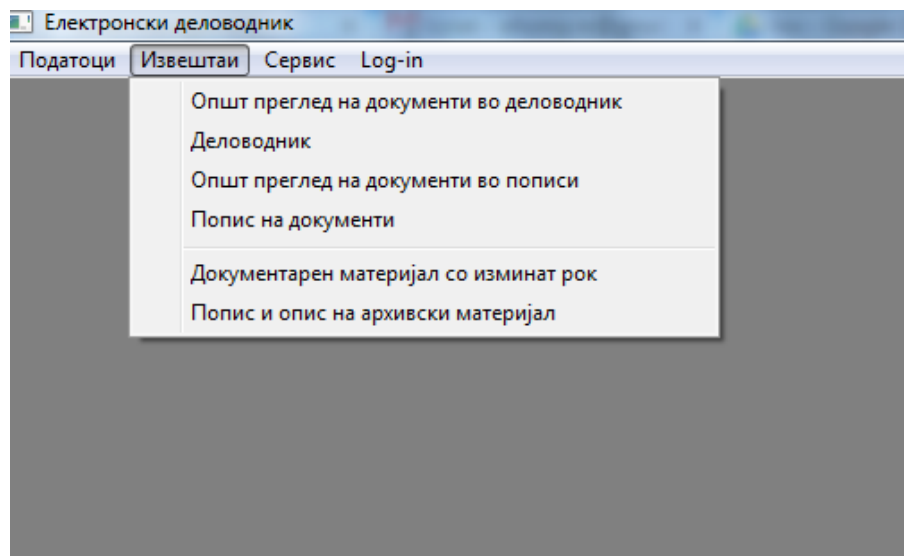 Електронски деловодник
Податоци Извештаи Сервис Log-in
Општ преглед на документи во деловодник
Деловодник
Општ преглед на документи во пописи
Попис на документи
Документарен материјал со изминат рок
Попис и опис на архивски материјал